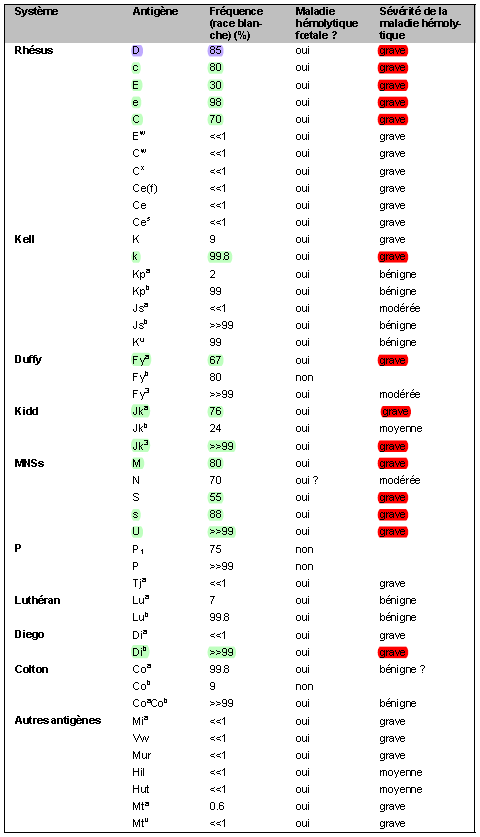 Système Antigène Fréquence (race blan-che) (%) Maladie hémolytique fœtale ? Sévérité de la maladie hémoly-tique
Rhésus D 85 oui grave
c 80 oui grave
E 30 oui grave
e 98 oui grave
C 70 oui grave
Eʷ <<1 oui grave
Cʷ <<1 oui grave
Cˣ <<1 oui grave
Ce(f) <<1 oui grave
Ce <<1 oui grave
Ceˢ <<1 oui grave
Kell K 9 oui grave
k 99.8 oui grave
Kpᵃ 2 oui bénigne
Kpᵇ 99 oui bénigne
Jsᵃ <<1 oui modérée
Jsᵇ >>99 oui bénigne
Kᵘ 99 oui bénigne
Duffy Fyᵃ 67 oui grave
Fyᵇ 80 non
Fy³ >>99 oui modérée
Kidd Jkᵃ 76 oui grave
Jkᵇ 24 oui moyenne
Jk³ >>99 oui grave
MNSs M 80 oui grave
N 70 oui ? modérée
S 55 oui grave
s 88 oui grave
U >>99 oui grave
P P₁ 75 non
P >>99 non
Tjᵃ <<1 oui grave
Luthéran Luᵃ 7 oui bénigne
Luᵇ 99.8 oui bénigne
Diego Diᵃ <<1 oui grave
Diᵇ >>99 oui grave
Colton Coᵃ 99.8 oui bénigne ?
Coᵇ 9 non
CoᵃCoᵇ >>99 oui bénigne
Autres antigènes Miᵃ <<1 oui grave
Vw <<1 oui grave
Mur <<1 oui grave
Hil <<1 oui moyenne
Hut <<1 oui moyenne
Mtᵃ 0.6 oui grave
Mtᵘ <<1 oui grave